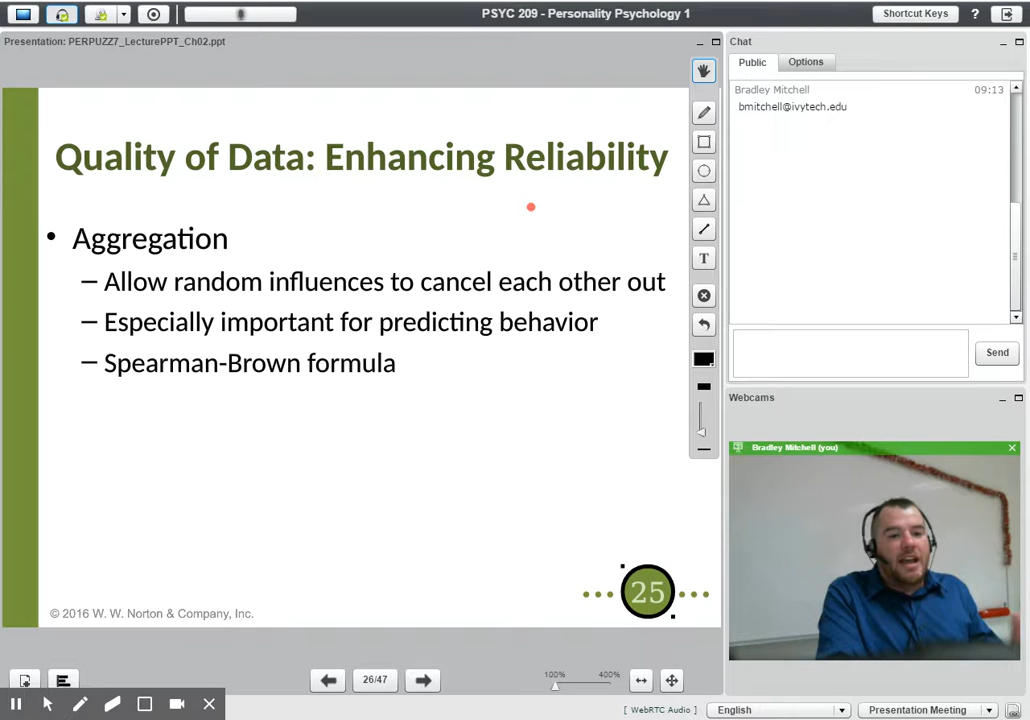 PSYC 209 - Personality Psychology 1
Shortcut Keys
?
Presentation: PERPUZZ7_LecturePPT_Ch02.ppt
Quality of Data: Enhancing Reliability
• Aggregation
– Allow random influences to cancel each other out
– Especially important for predicting behavior
– Spearman-Brown formula
25
© 2016 W. W. Norton & Company, Inc.
26/47
100% 400%
T
Chat
Public Options
Bradley Mitchell 09:13
bmitchell@ivytech.edu
Send
Webcams
Bradley Mitchell (you)
[ WebRTC Audio ] English Presentation Meeting